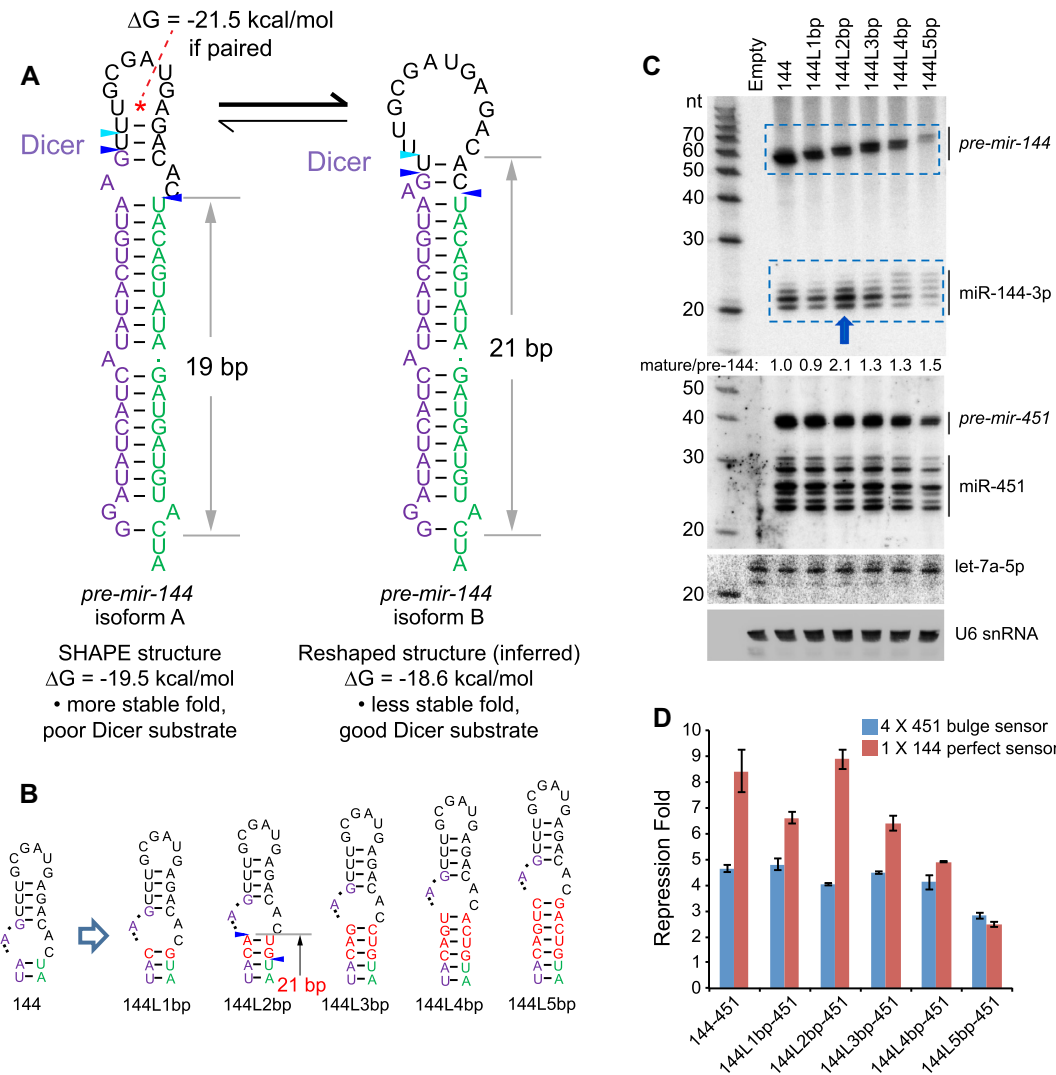 ΔG = -21.5 kcal/mol
if paired
A
*
Dicer
Dicer
19 bp
21 bp
pre-mir-144
isoform A
pre-mir-144
isoform B
SHAPE structure
ΔG = -19.5 kcal/mol
• more stable fold,
poor Dicer substrate
Reshaped structure (inferred)
ΔG = -18.6 kcal/mol
• less stable fold,
good Dicer substrate
B
21 bp
144
144L1bp
144L2bp
144L3bp
144L4bp
144L5bp
C
Empty
144
144L1bp
144L2bp
144L3bp
144L4bp
144L5bp
nt
70
60
50
40
30
20
pre-mir-144
miR-144-3p
mature/pre-144: 1.0 0.9 2.1 1.3 1.3 1.5
50
40
30
20
pre-mir-451
miR-451
20
let-7a-5p
U6 snRNA
D
4 X 451 bulge sensor
1 X 144 perfect sensor
Repression Fold
10
9
8
7
6
5
4
3
2
1
0
144-451
144L1bp-451
144L2bp-451
144L3bp-451
144L4bp-451
144L5bp-451